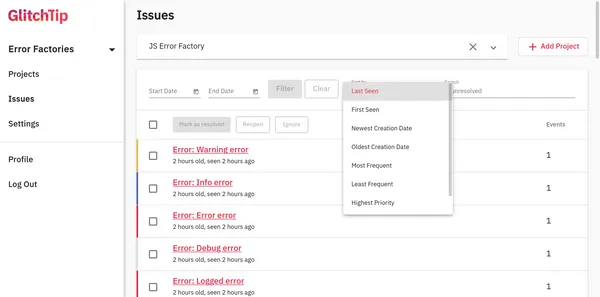 GlitchTip
Error Factories
Projects
Issues
Settings
Profile
Log Out
Issues
JS Error Factory
Add Project
Start Date
End Date
Filter
Clear
Last Seen
First Seen
Newest Creation Date
Oldest Creation Date
Most Frequent
Least Frequent
Highest Priority
Mark as resolved
Reopen
Ignore
Events
Error: Warning error
2 hours old, seen 2 hours ago
1
Error: Info error
2 hours old, seen 2 hours ago
1
Error: Error error
2 hours old, seen 2 hours ago
1
Error: Debug error
2 hours old, seen 2 hours ago
1
Error: Logged error
2 hours old, seen 2 hours ago
1